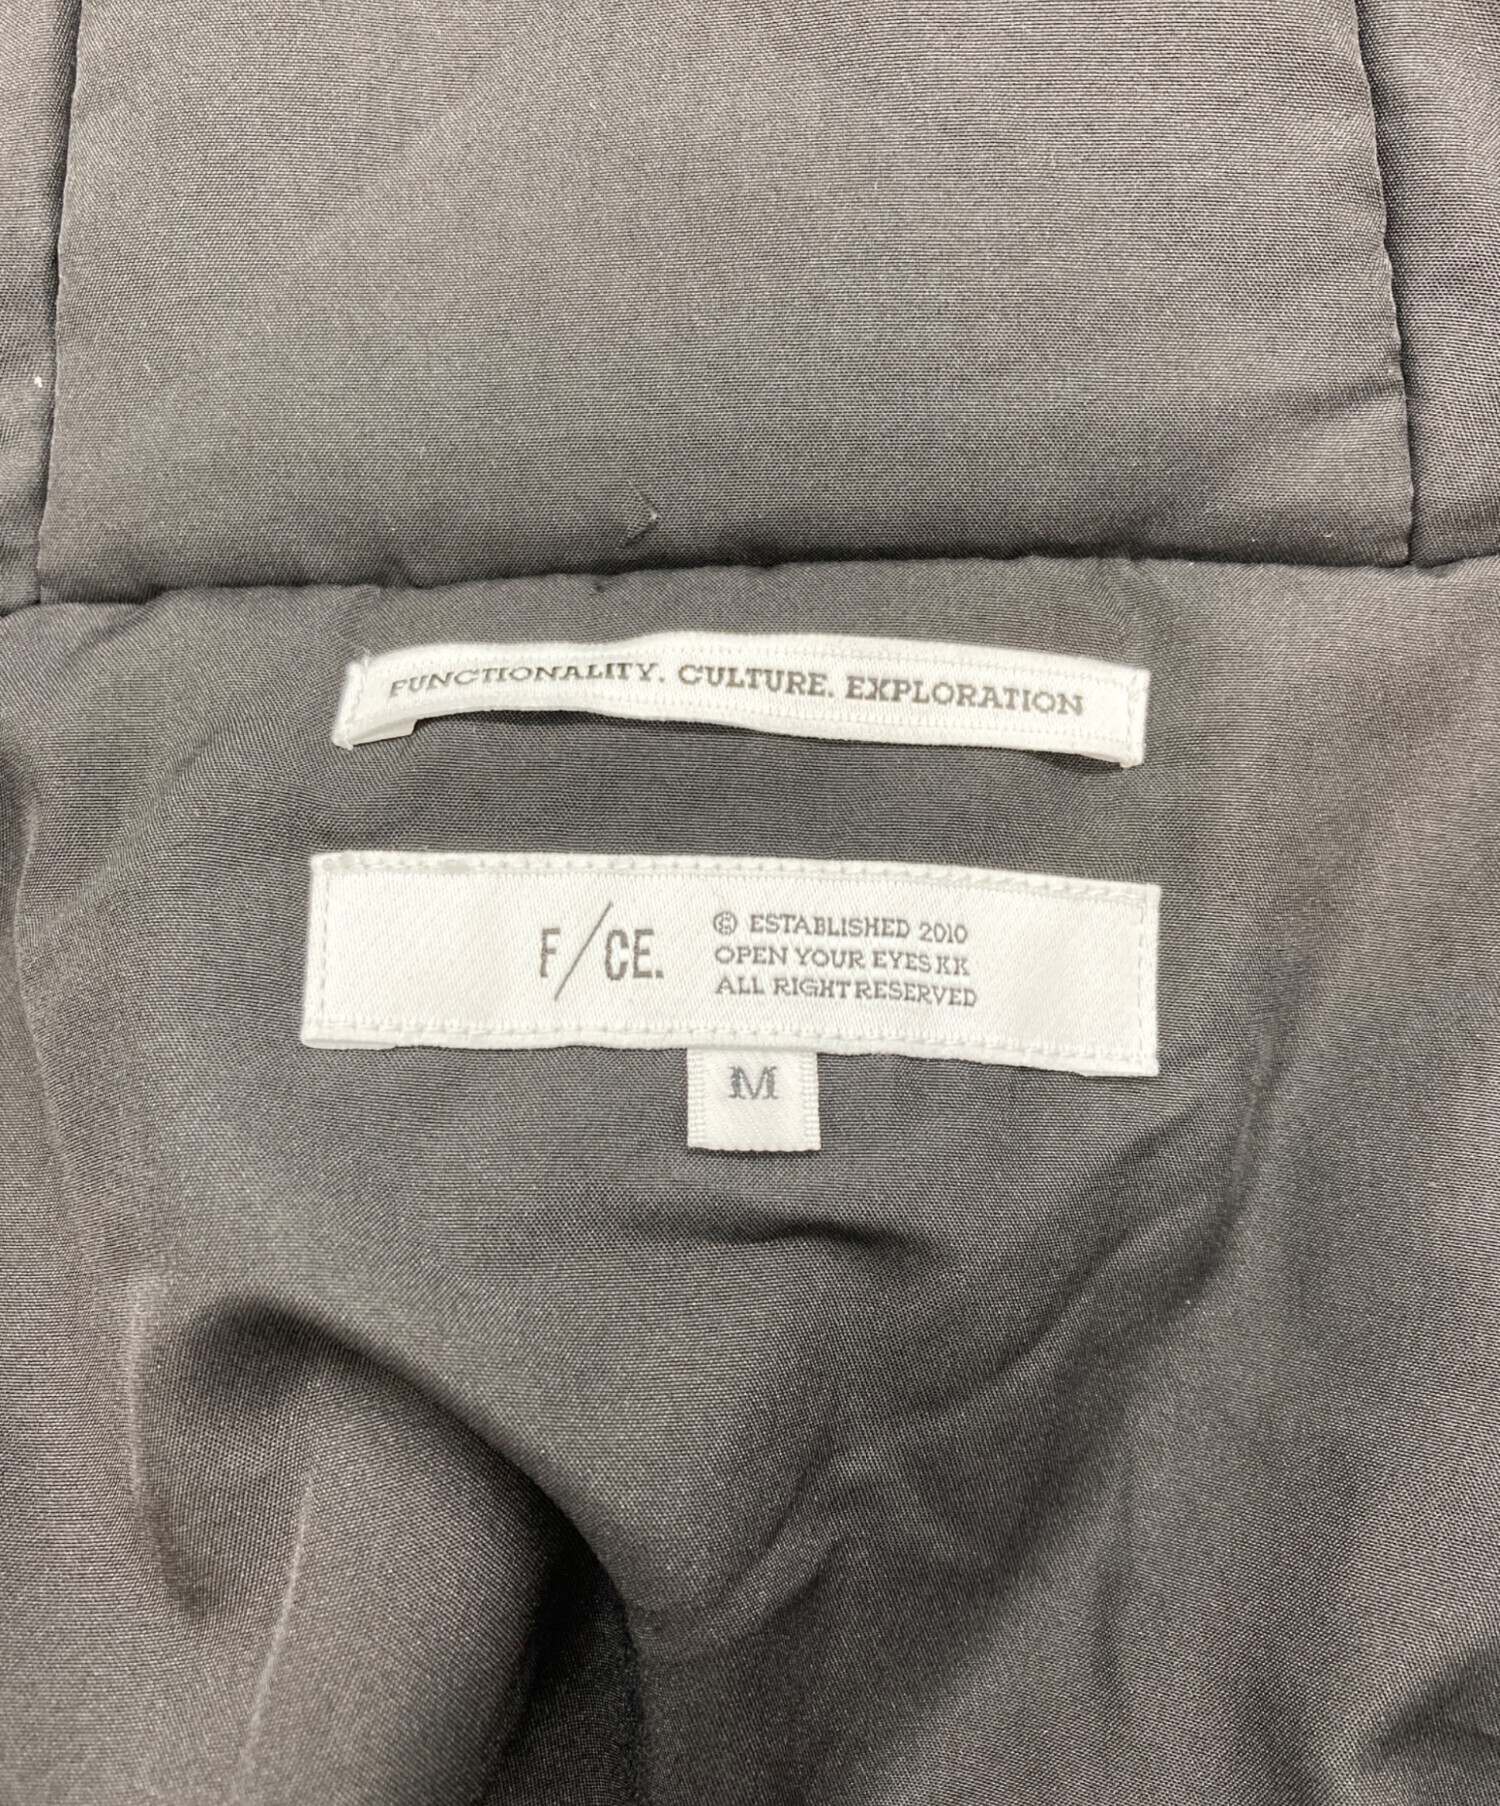 FUNCTIONALITY. CULTURE. EXPLORATION
F/CE.
© ESTABLISHED 2010
OPEN YOUR EYES KK
ALL RIGHT RESERVED
M